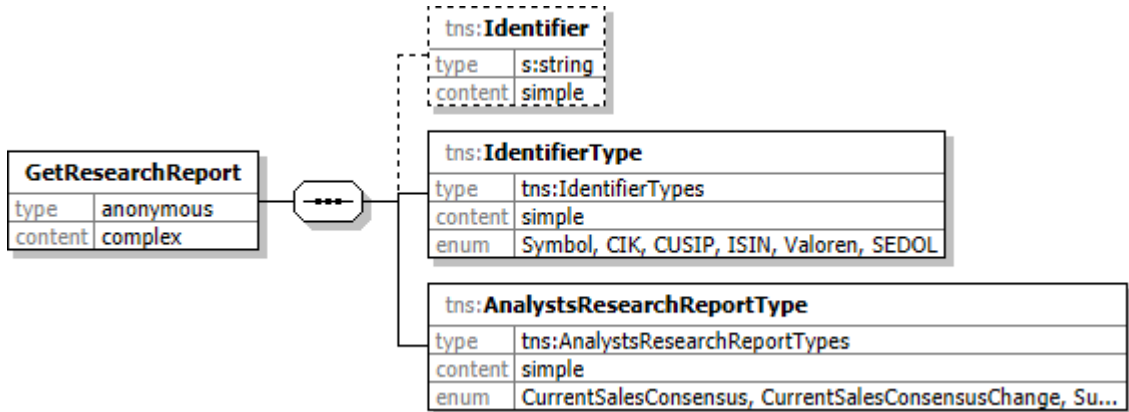 tns:Identifier
type s:string
content simple
GetResearchReport
type anonymous
content complex
tns:IdentifierType
type tns:IdentifierTypes
content simple
enum Symbol, CIK, CUSIP, ISIN, Valoren, SEDOL
tns:AnalystsResearchReportType
type tns:AnalystsResearchReportTypes
content simple
enum CurrentSalesConsensus, CurrentSalesConsensusChange, Su...